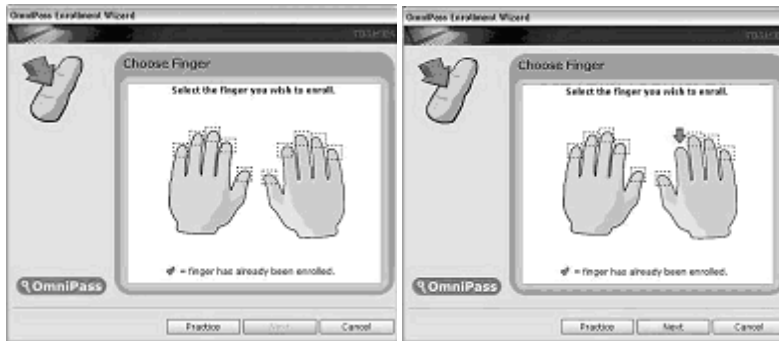 OmniPass Enrollment Wizard
TOSHIBA
Choose Finger
Select the finger you wish to enroll.
= finger has already been enrolled.
OmniPass
Practice
Next
Cancel
OmniPass Enrollment Wizard
Choose Finger
Select the finger you wish to enroll.
= finger has already been enrolled.
OmniPass
Practice
Next
Cancel